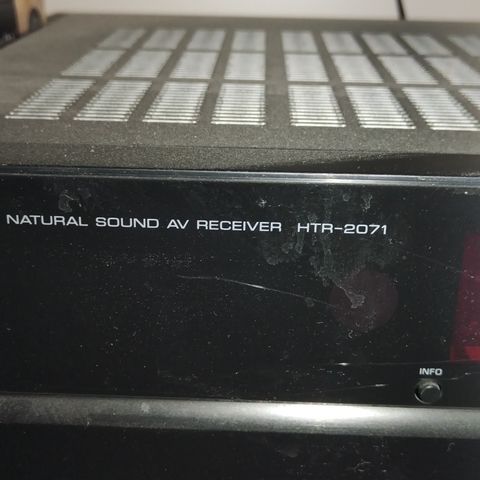 NATURAL SOUND AV RECEIVER HTR-2071
INFO